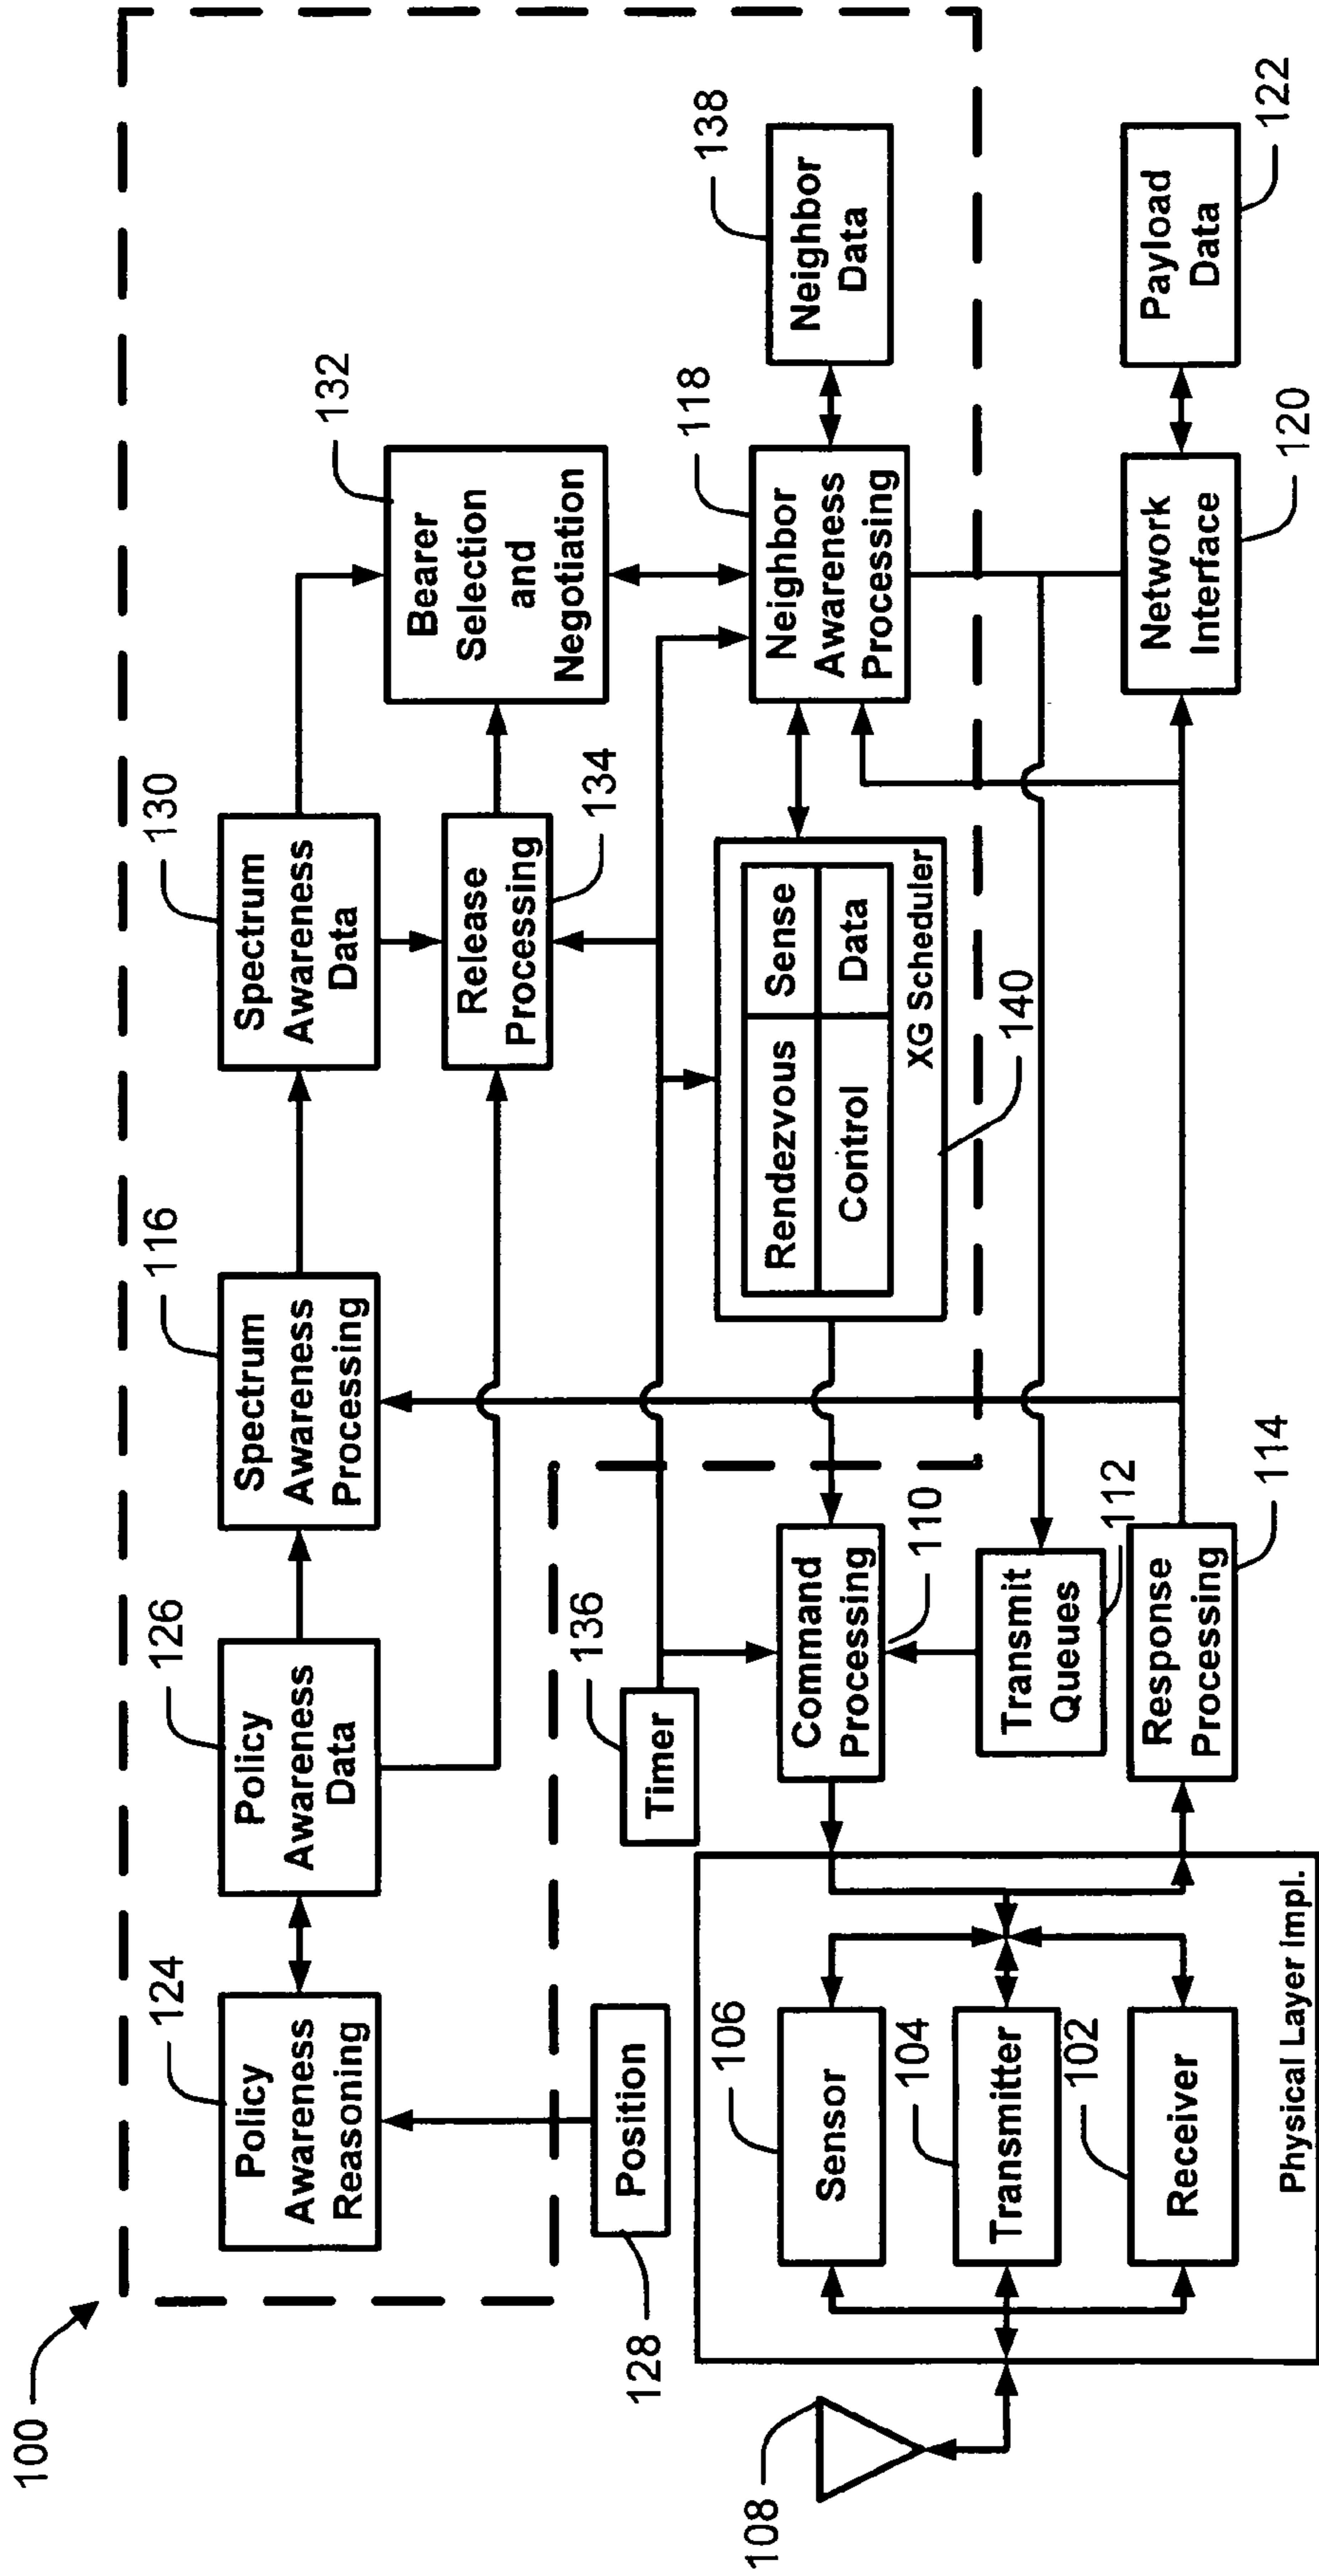 100
124
Policy
Awareness
Reasoning
126
Policy
Awareness
Data
116
Spectrum
Awareness
Processing
130
Spectrum
Awareness
Data
132
Bearer
Selection
and
Negotiation
Release
Processing
134
128
Position
136
Timer
118
Neighbor
Awareness
Processing
138
Neighbor
Data
Rendezvous
Sense
Control
Data
XG Scheduler
140
Command
Processing
110
Transmit
Queues
112
Response
Processing
114
Network
Interface
120
Payload
Data
122
108
106
Sensor
104
Transmitter
102
Receiver
Physical Layer impl.